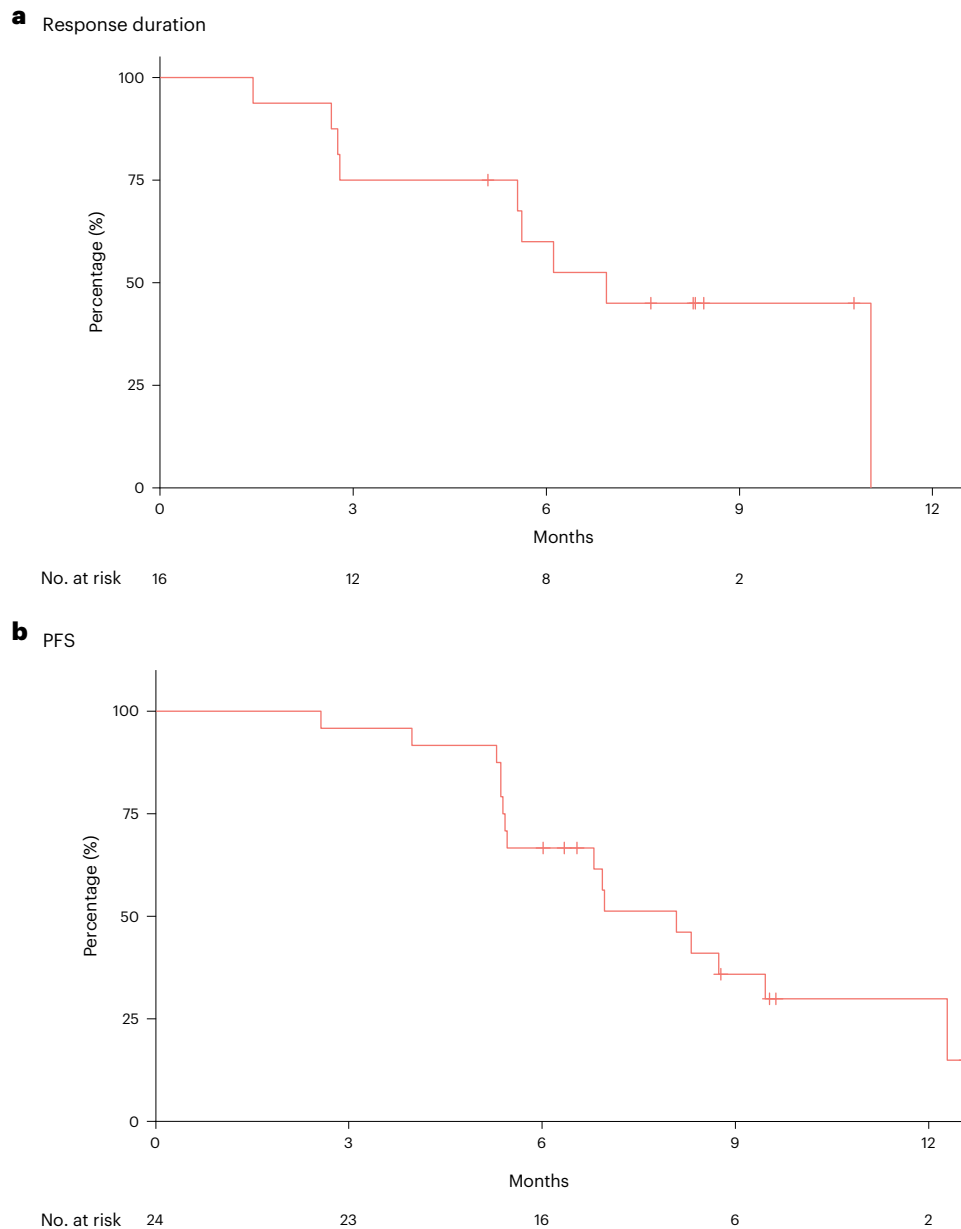 a Response duration
100
75
50
25
0
Percentage (%)
0 3 6 9 12
Months
No. at risk 16 12 8 2
b PFS
100
75
50
25
0
Percentage (%)
0 3 6 9 12
Months
No. at risk 24 23 16 6 2